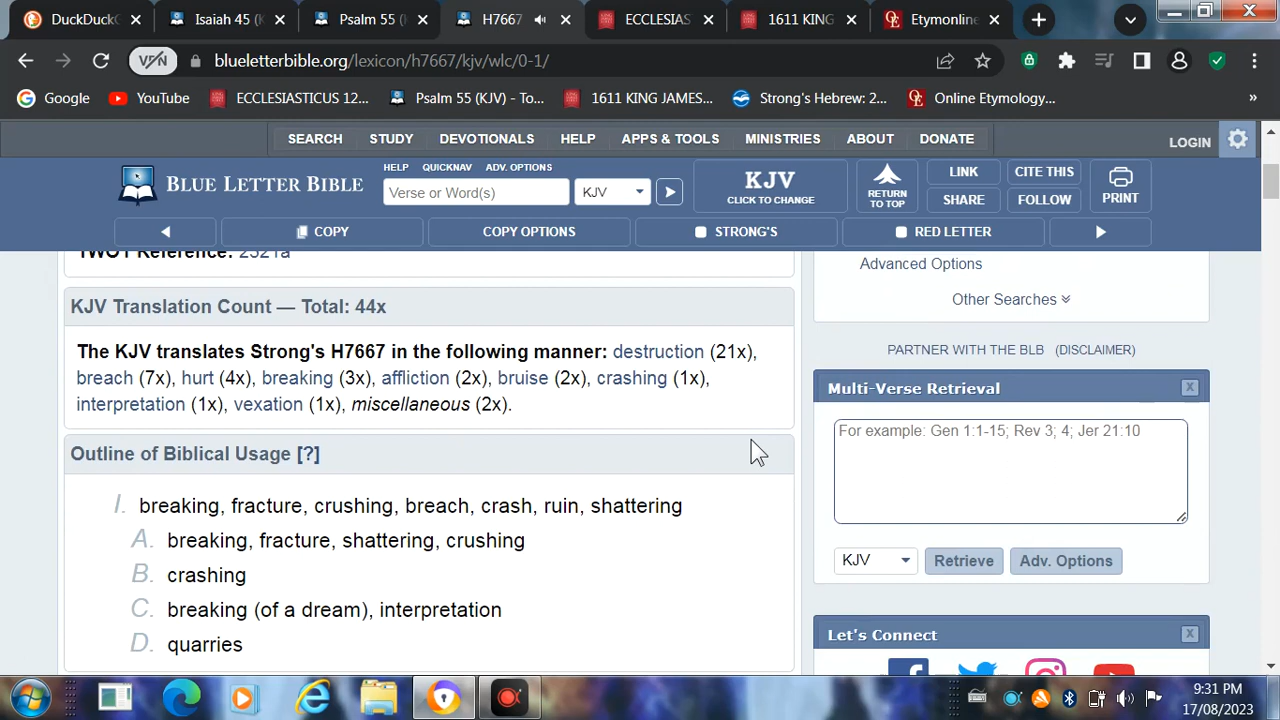 DuckDuckG
Isaiah 45 (K
Psalm 55 (
H7667
ECCLESIAS
1611 KING
Etymonline
VPN
blueletterbible.org/lexicon/h7667/kjv/wlc/0-1/
Google
YouTube
ECCLESIASTICUS 12...
Psalm 55 (KJV) - To...
1611 KING JAMES...
Strong's Hebrew: 2...
Online Etymology...
»
SEARCH STUDY DEVOTIONALS HELP APPS & TOOLS MINISTRIES ABOUT DONATE
LOGIN
BLUE LETTER BIBLE
HELP QUICKNAV ADV. OPTIONS
Verse or Word(s)
KJV
KJV
CLICK TO CHANGE
RETURN
TO TOP
LINK
SHARE
CITE THIS
FOLLOW
PRINT
COPY
COPY OPTIONS
STRONG'S
RED LETTER
TWOT Reference: 2321a
KJV Translation Count — Total: 44x
The KJV translates Strong's H7667 in the following manner: destruction (21x),
breach (7x), hurt (4x), breaking (3x), affliction (2x), bruise (2x), crashing (1x),
interpretation (1x), vexation (1x), miscellaneous (2x).
Outline of Biblical Usage [?]
I. breaking, fracture, crushing, breach, crash, ruin, shattering
A. breaking, fracture, shattering, crushing
B. crashing
C. breaking (of a dream), interpretation
D. quarries
Advanced Options
Other Searches
PARTNER WITH THE BLB (DISCLAIMER)
Multi-Verse Retrieval
X
For example: Gen 1:1-15; Rev 3; 4; Jer 21:10
KJV
Retrieve
Adv. Options
Let's Connect
X
9:31 PM
17/08/2023